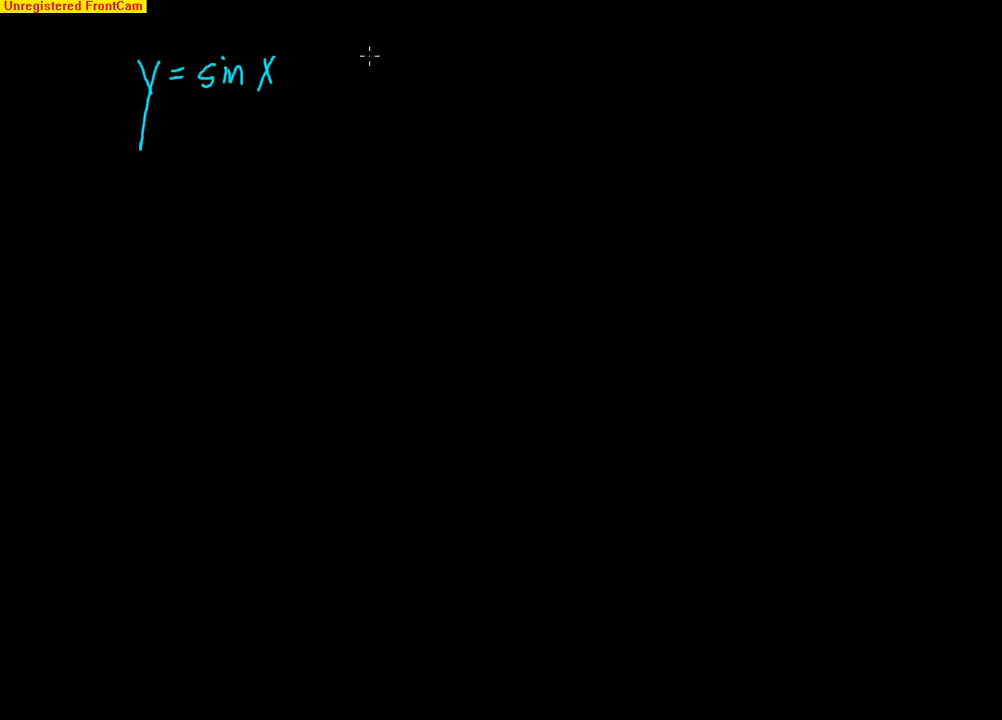 Unregistered FrontCam
y = sin x